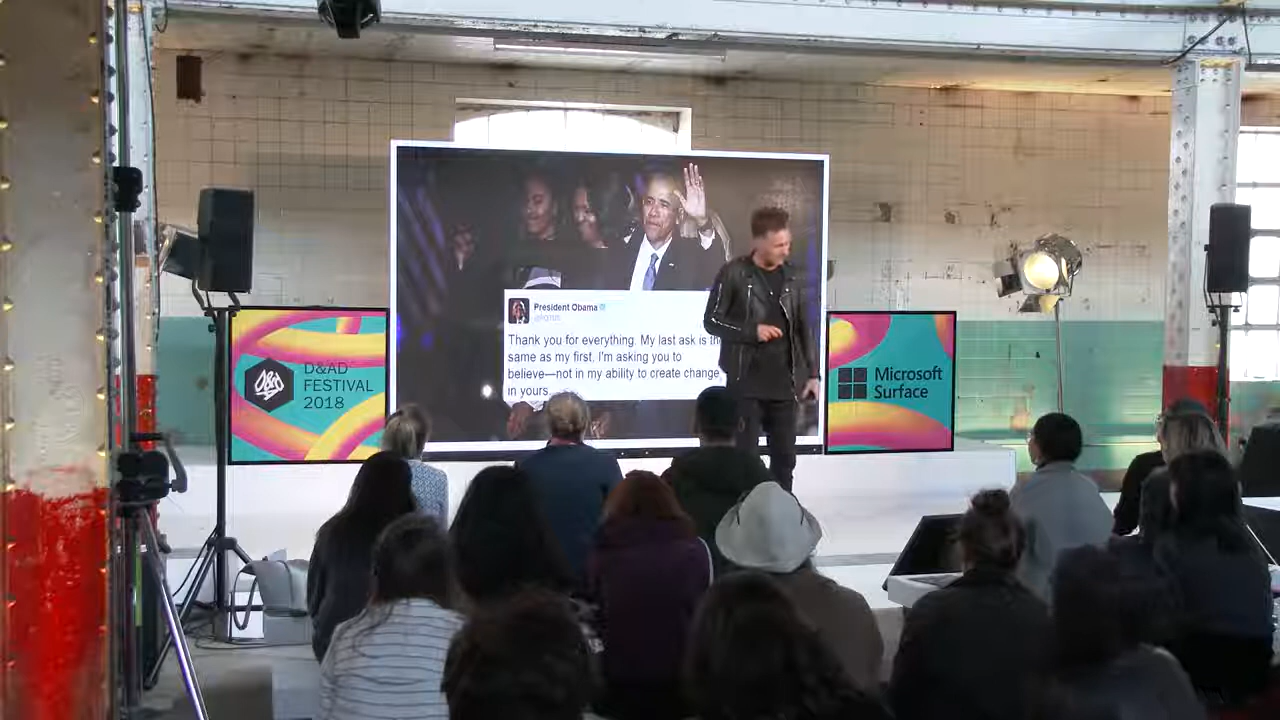 President Obama
Thank you for everything. My last ask is the
same as my first. I'm asking you to
believe—not in my ability to create change,
in yours.
D&AD
D&AD
FESTIVAL
2018
Microsoft
Surface